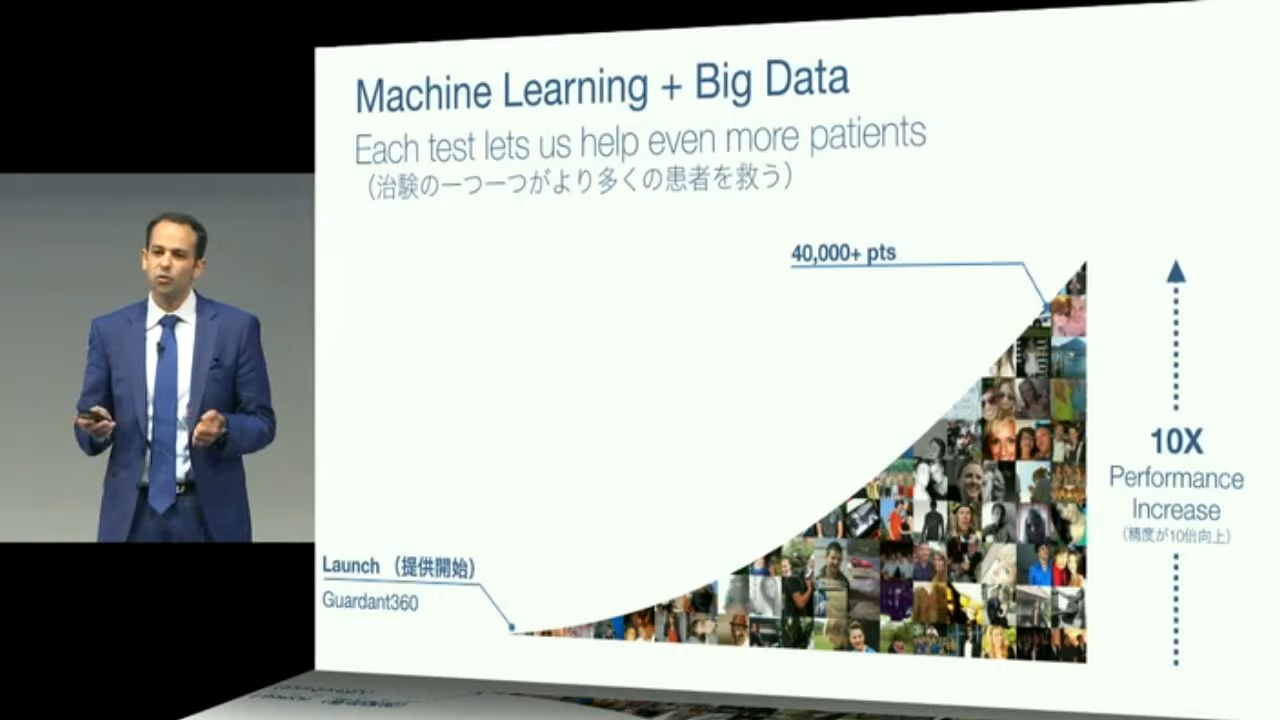 Machine Learning + Big Data
Each test lets us help even more patients
（治験の一つ一つがより多くの患者を救う）
40,000+ pts
10X
Performance
Increase
（精度が10倍向上）
Launch （提供開始）
Guardant360